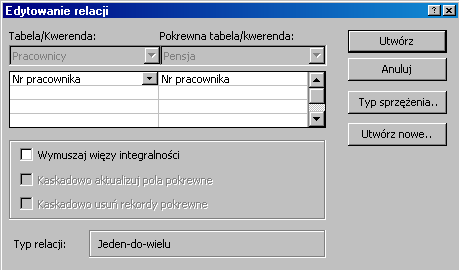 Edytowanie relacji
Tabela/Kwerenda: Pokrewna tabela/kwerenda:
Pracownicy Pensja
Nr pracownika Nr pracownika
Utwórz
Anuluj
Typ sprzężenia..
Utwórz nowe..
Wymuszaj więzy integralności
Kaskadowo aktualizuj pola pokrewne
Kaskadowo usuń rekordy pokrewne
Typ relacji: Jeden-do-wielu